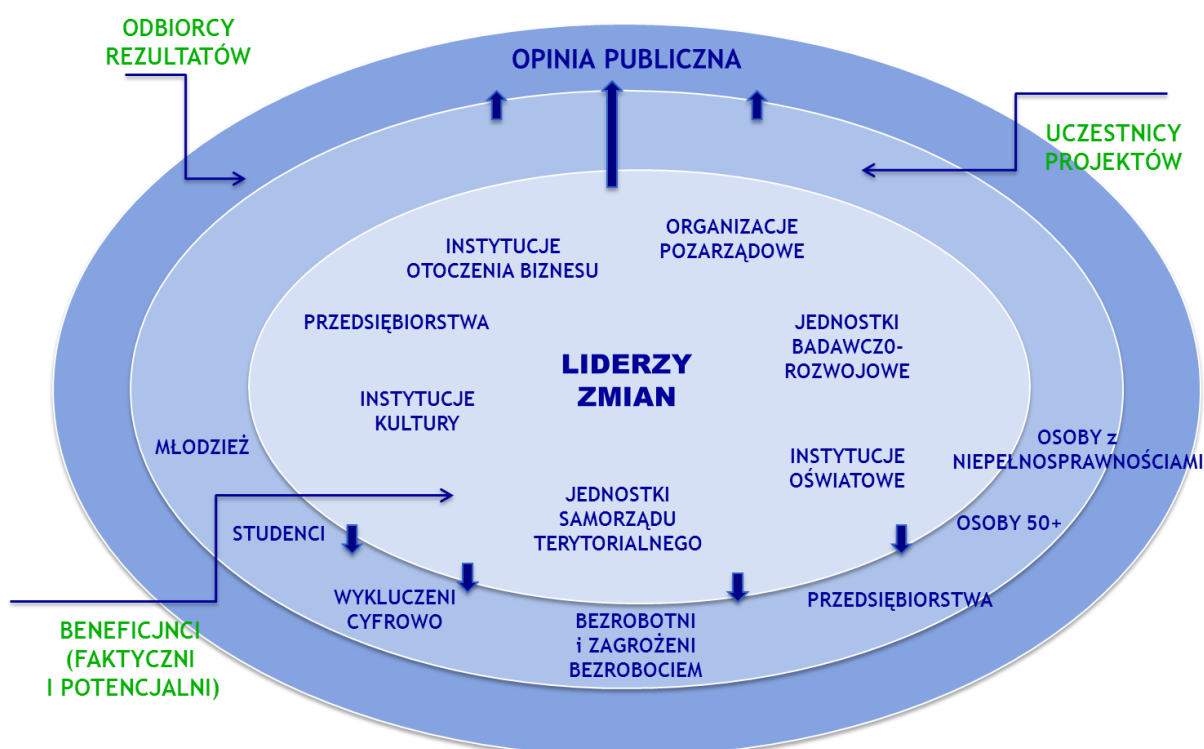 ODBIORCY
REZULTATÓW
OPINIA PUBLICZNA
UCZESTNICY
PROJEKTÓW
ORGANIZACJE
POZARZĄDOWE
INSTYTUCJE
OTOCZENIA BIZNESU
PRZEDSIĘBIORSTWA
JEDNOSTKI
BADAWCZ0-
ROZWOJOWE
LIDERZY
ZMIAN
INSTYTUCJE
KULTURY
MŁODZIEŻ
OSOBY z
NIEPEŁNOSPRAWNOŚCIAMI
INSTYTUCJE
OŚWIATOWE
JEDNOSTKI
SAMORZĄDU
TERYTORIALNEGO
STUDENCI
OSOBY 50+
WYKLUCZENI
CYFROWO
PRZEDSIĘBIORSTWA
BEZROBOTNI
i ZAGROŻENI
BEZROBOCIEM
BENEFICJNCI
(FAKTYCZNI
I POTENCJALNI)